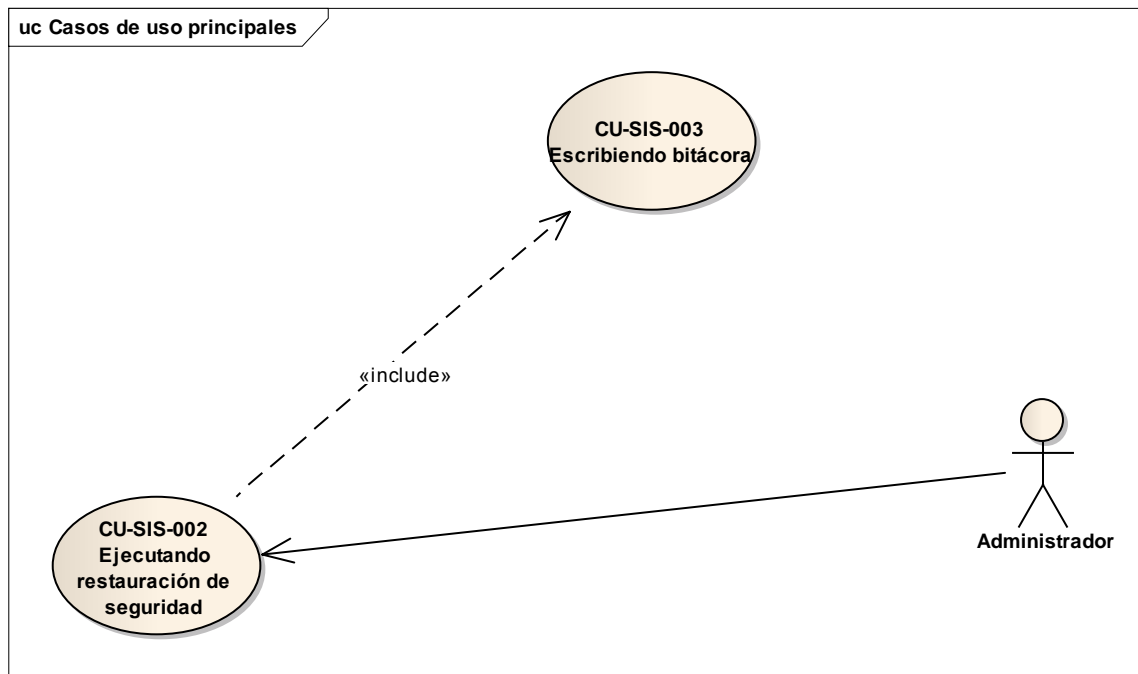 uc Casos de uso principales
CU-SIS-003
Escribiendo bitácora
«include»
CU-SIS-002
Ejecutando
restauración de
seguridad
Administrador